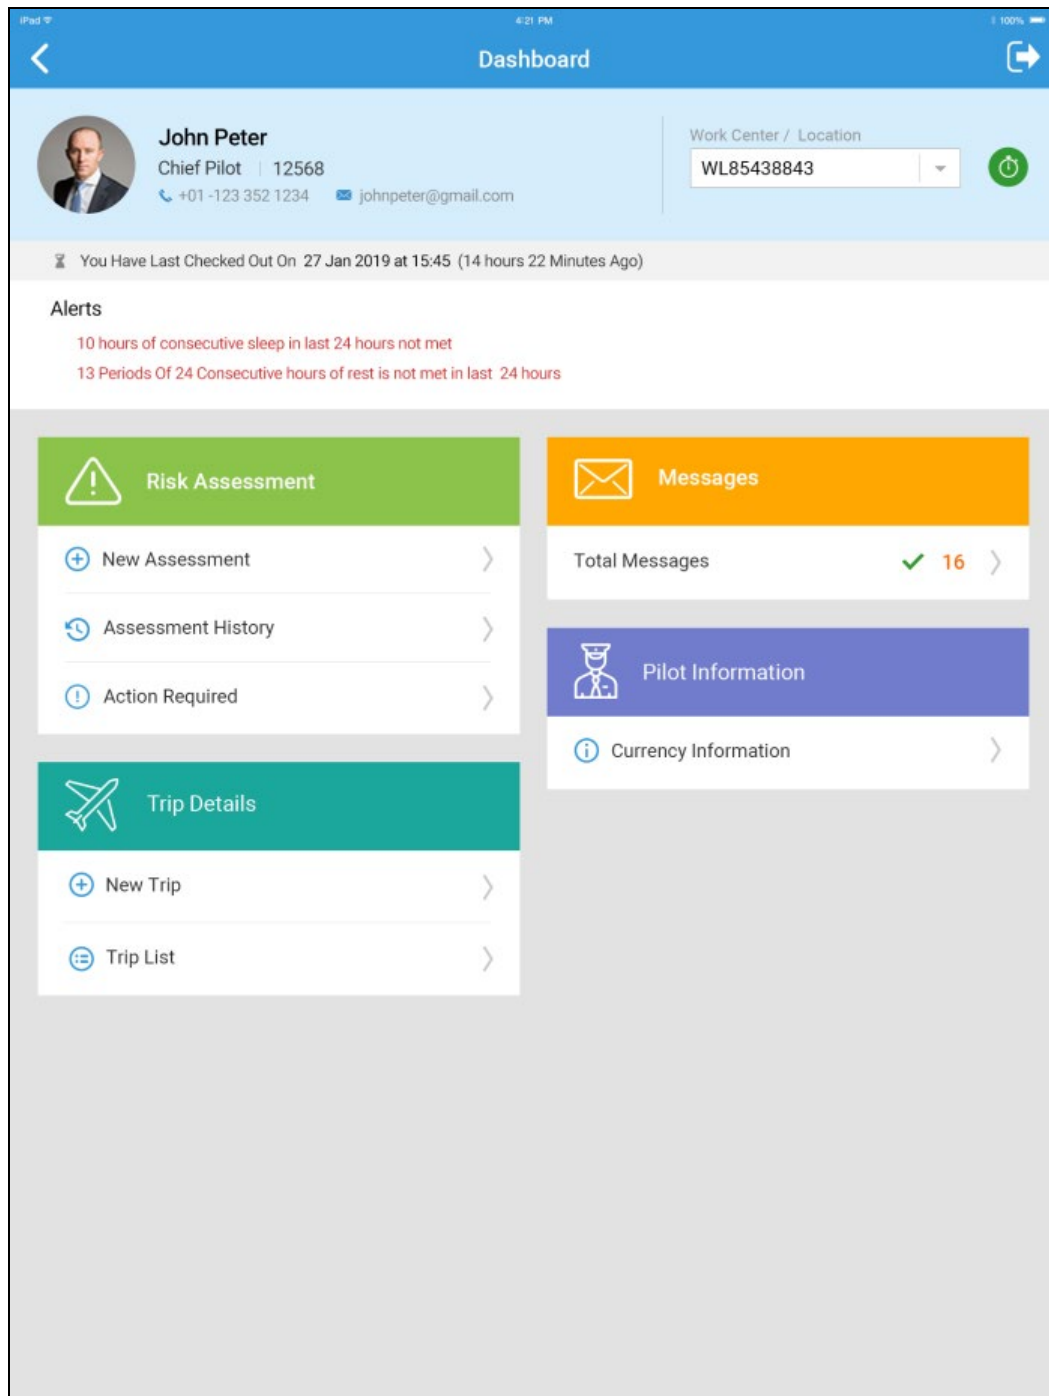 iPad 4:21 PM 100%
Dashboard
John Peter
Chief Pilot | 12568
+01 -123 352 1234 johnpeter@gmail.com
Work Center / Location
WL85438843
You Have Last Checked Out On 27 Jan 2019 at 15:45 (14 hours 22 Minutes Ago)
Alerts
10 hours of consecutive sleep in last 24 hours not met
13 Periods Of 24 Consecutive hours of rest is not met in last 24 hours
Risk Assessment
New Assessment
Assessment History
Action Required
Trip Details
New Trip
Trip List
Messages
Total Messages 16
Pilot Information
Currency Information